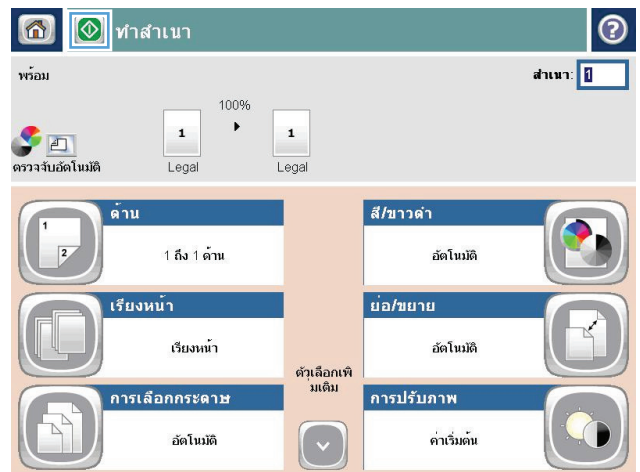 ทำสำเนา
?
พร้อม
สำเนา: 1
100%
1 1
ตรวจจับอัตโนมัติ
Legal Legal
ด้าน
1 2
1 ถึง 1 ด้าน
สี/ขาวดำ
อัตโนมัติ
เรียงหน้า
เรียงหน้า
ย่อ/ขยาย
อัตโนมัติ
ตัวเลือกเพิ
่มเติม
การเลือกกระดาษ
อัตโนมัติ
การปรับภาพ
ค่าเริ่มต้น